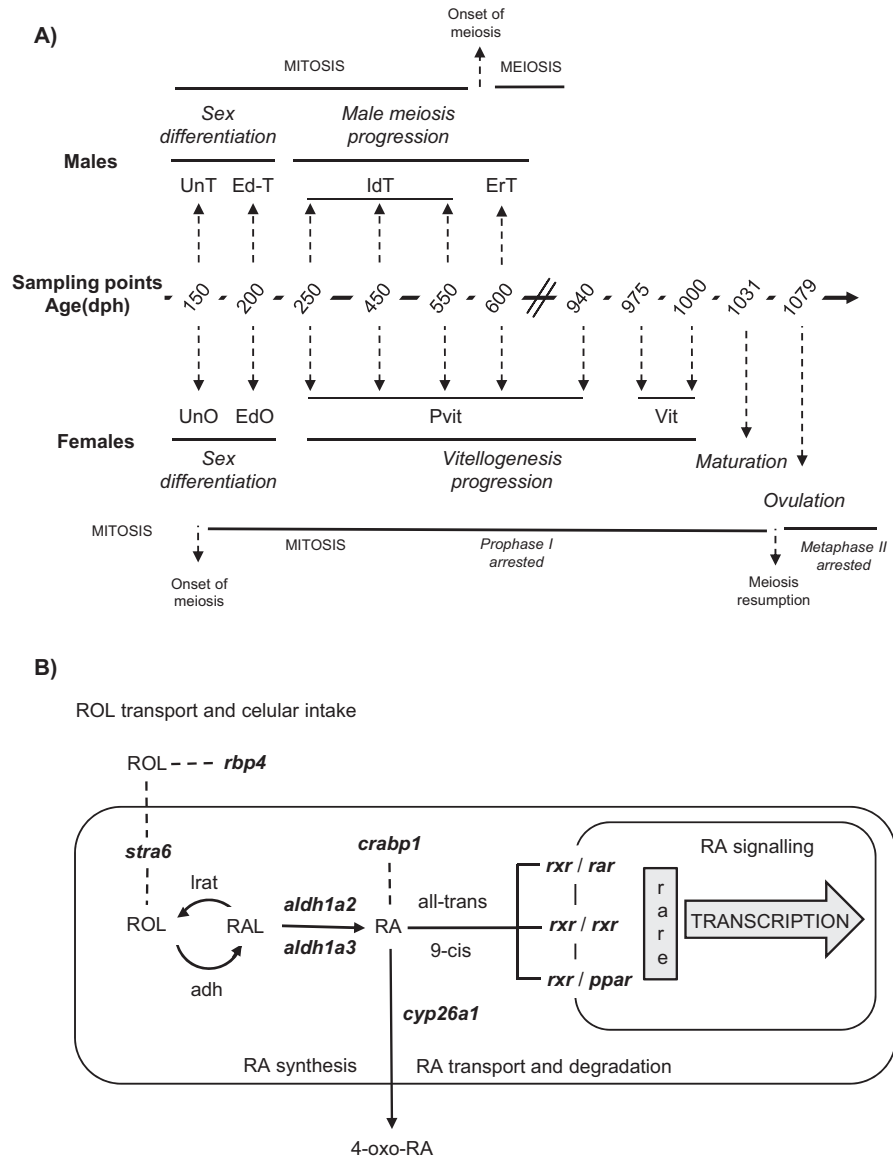 A)
Onset of
meiosis
MITOSIS
MEIOSIS
Sex
differentiation
Male meiosis
progression
Males
UnT
Ed-T
IdT
ErT
Sampling points
Age(dph)
150
200
250
450
550
600
940
975
1000
1031
1079
UnO
EdO
Pvit
Vit
Females
Sex
differentiation
Vitellogenesis
progression
Maturation
Ovulation
MITOSIS
MITOSIS
Prophase I
arrested
Metaphase II
arrested
Onset of
meiosis
Meiosis
resumption
B)
ROL transport and celular intake
ROL
rbp4
stra6
crabp1
RA signalling
lrat
ROL
RAL
aldh1a2
aldh1a3
RA
all-trans
9-cis
rxr / rar
rxr / rxr
rxr / ppar
r
a
r
e
TRANSCRIPTION
adh
cyp26a1
RA synthesis
RA transport and degradation
4-oxo-RA